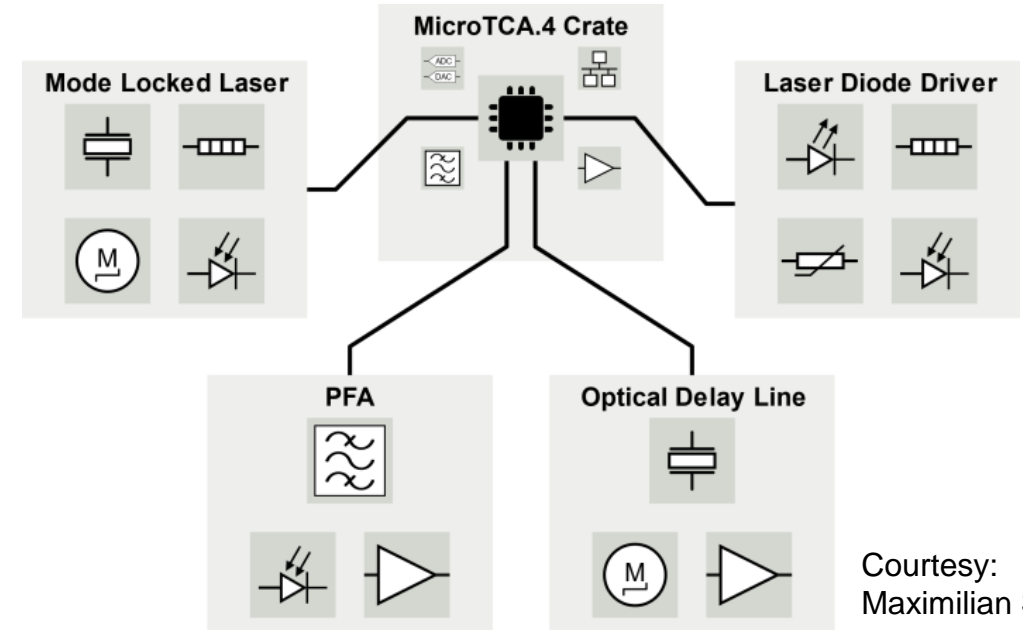 MicroTCA.4 Crate
ADC
DAC
Mode Locked Laser
M
Laser Diode Driver
PFA
Optical Delay Line
M
Courtesy:
Maximilian